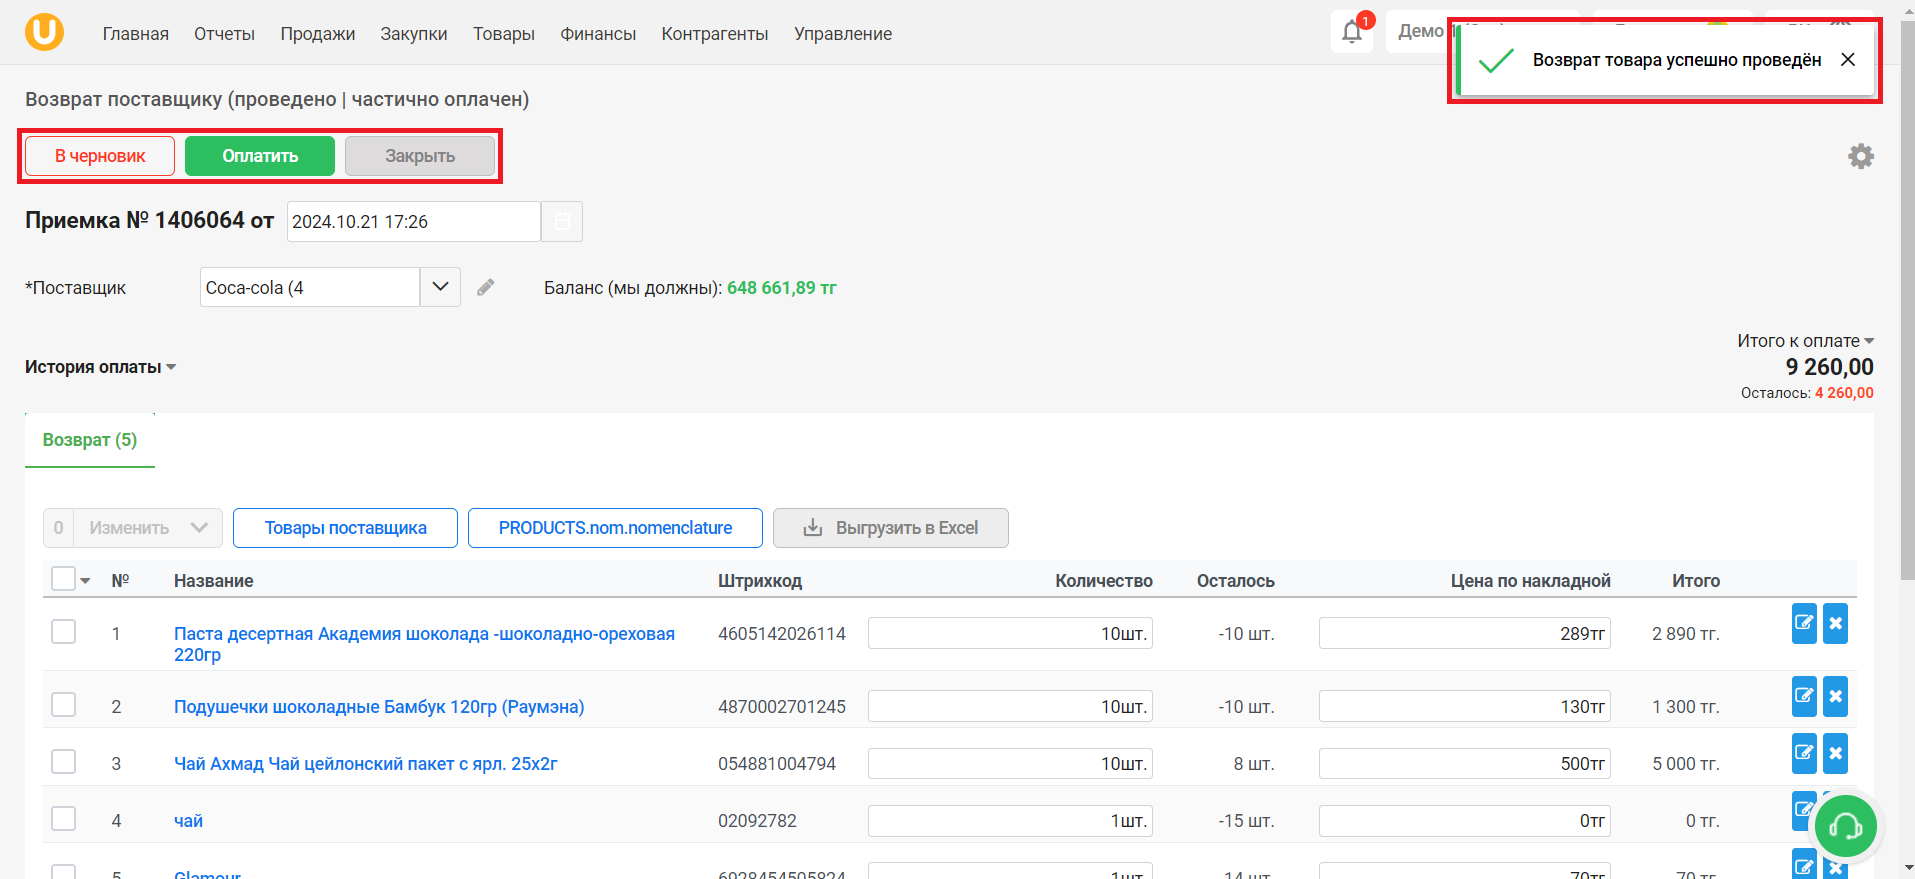 Главная Отчеты Продажи Закупки Товары Финансы Контрагенты Управление
1
Демо
Возврат товара успешно проведён
Возврат поставщику (проведено | частично оплачен)
В черновик Оплатить Закрыть
Приемка № 1406064 от 2024.10.21 17:26
*Поставщик Coca-cola (4 Баланс (мы должны): 648 661,89 тг
Итого к оплате
История оплаты 9 260,00
Осталось: 4 260,00
Возврат (5)
0 Изменить Товары поставщика PRODUCTS.nom.nomenclature Выгрузить в Excel
№ Название Штрихкод Количество Осталось Цена по накладной Итого
1 Паста десертная Академия шоколада -шоколадно-ореховая 4605142026114 10шт. -10 шт. 289тг 2 890 тг.
220гр
2 Подушечки шоколадные Бамбук 120гр (Раумэна) 4870002701245 10шт. -10 шт. 130тг 1 300 тг.
3 Чай Ахмад Чай цейлонский пакет с ярл. 25х2г 054881004794 10шт. 8 шт. 500тг 5 000 тг.
4 чай 02092782 1шт. -15 шт. 0тг 0 тг.
5 Glamour 6928454505824 1шт. 14 шт. 70тг 70 тг.